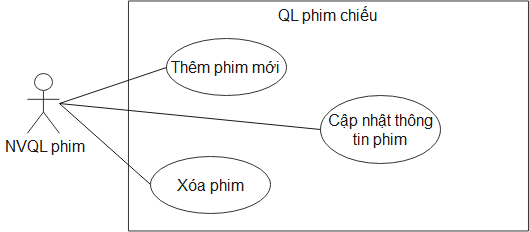 QL phim chiếu
Thêm phim mới
NVQL phim
Cập nhật thông
tin phim
Xóa phim